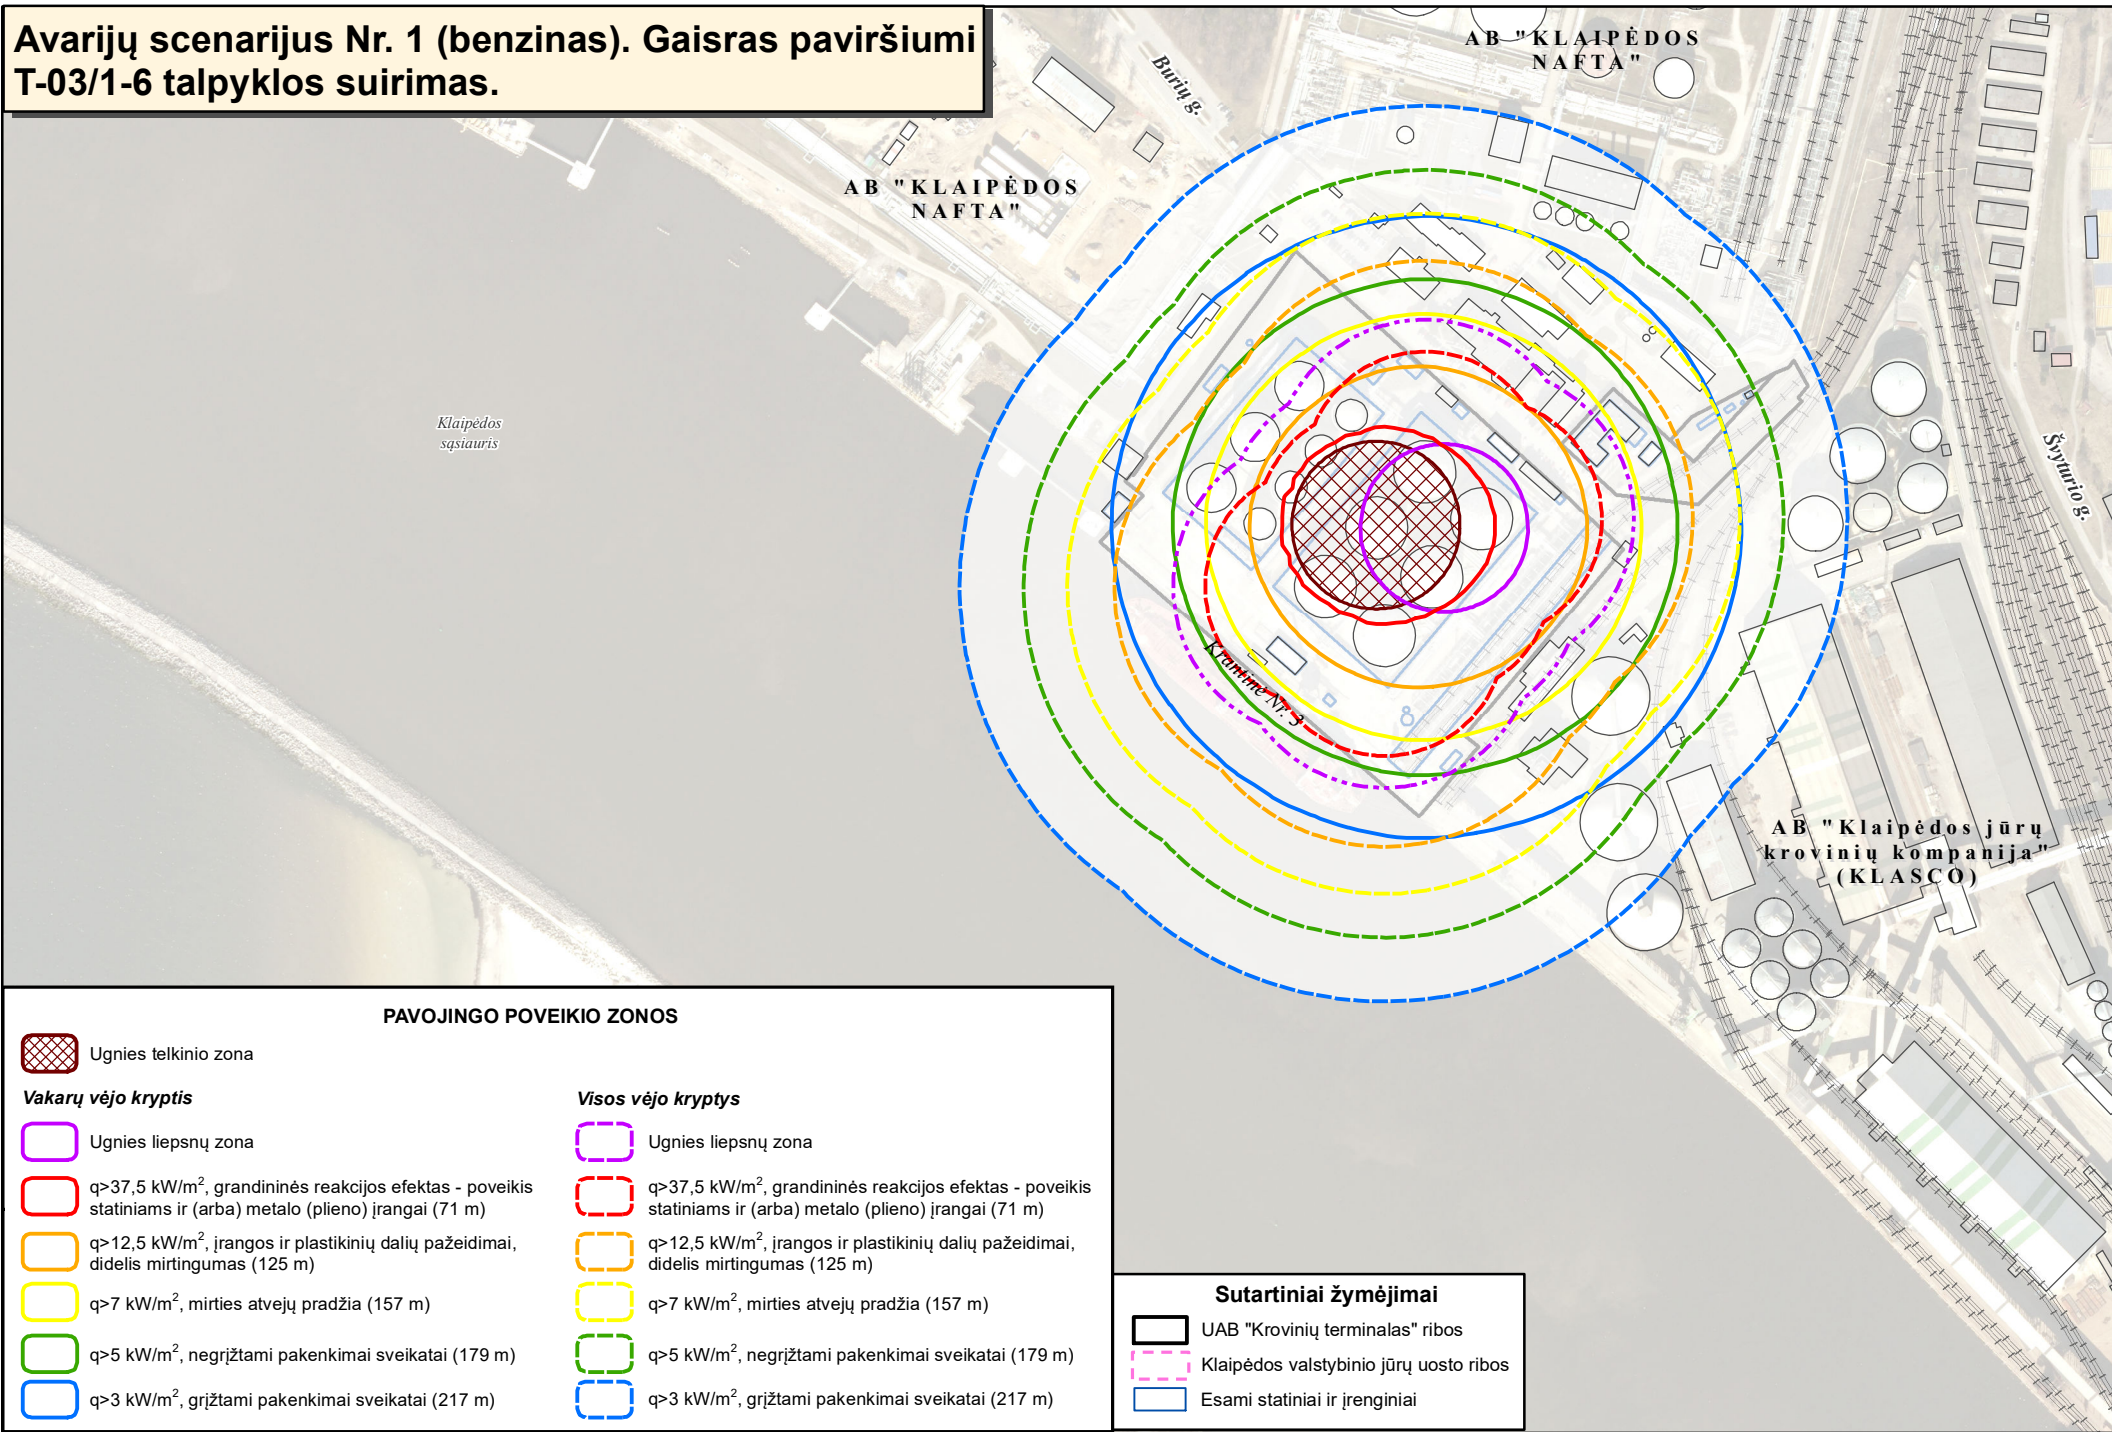 Avarijų scenarijus Nr. 1 (benzinas). Gaisras paviršiumi
T-03/1-6 talpyklos suirimas.
AB "KLAIPĖDOS
NAFTA"
Burių g.
AB "KLAIPĖDOS
NAFTA"
Klaipėdos
sąsiauris
Švyturio g.
Krantinė Nr. 3
AB "Klaipėdos jūrų
krovinių kompanija"
(KLASCO)
PAVOJINGO POVEIKIO ZONOS
Ugnies telkinio zona
Vakarų vėjo kryptis
Ugnies liepsnų zona
q>37,5 kW/m², grandininės reakcijos efektas - poveikis
statiniams ir (arba) metalo (plieno) įrangai (71 m)
q>12,5 kW/m², įrangos ir plastikinių dalių pažeidimai,
didelis mirtingumas (125 m)
q>7 kW/m², mirties atvejų pradžia (157 m)
q>5 kW/m², negrįžtami pakenkimai sveikatai (179 m)
q>3 kW/m², grįžtami pakenkimai sveikatai (217 m)
Visos vėjo kryptys
Ugnies liepsnų zona
q>37,5 kW/m², grandininės reakcijos efektas - poveikis
statiniams ir (arba) metalo (plieno) įrangai (71 m)
q>12,5 kW/m², įrangos ir plastikinių dalių pažeidimai,
didelis mirtingumas (125 m)
q>7 kW/m², mirties atvejų pradžia (157 m)
q>5 kW/m², negrįžtami pakenkimai sveikatai (179 m)
q>3 kW/m², grįžtami pakenkimai sveikatai (217 m)
Sutartiniai žymėjimai
UAB "Krovinių terminalas" ribos
Klaipėdos valstybinio jūrų uosto ribos
Esami statiniai ir įrenginiai